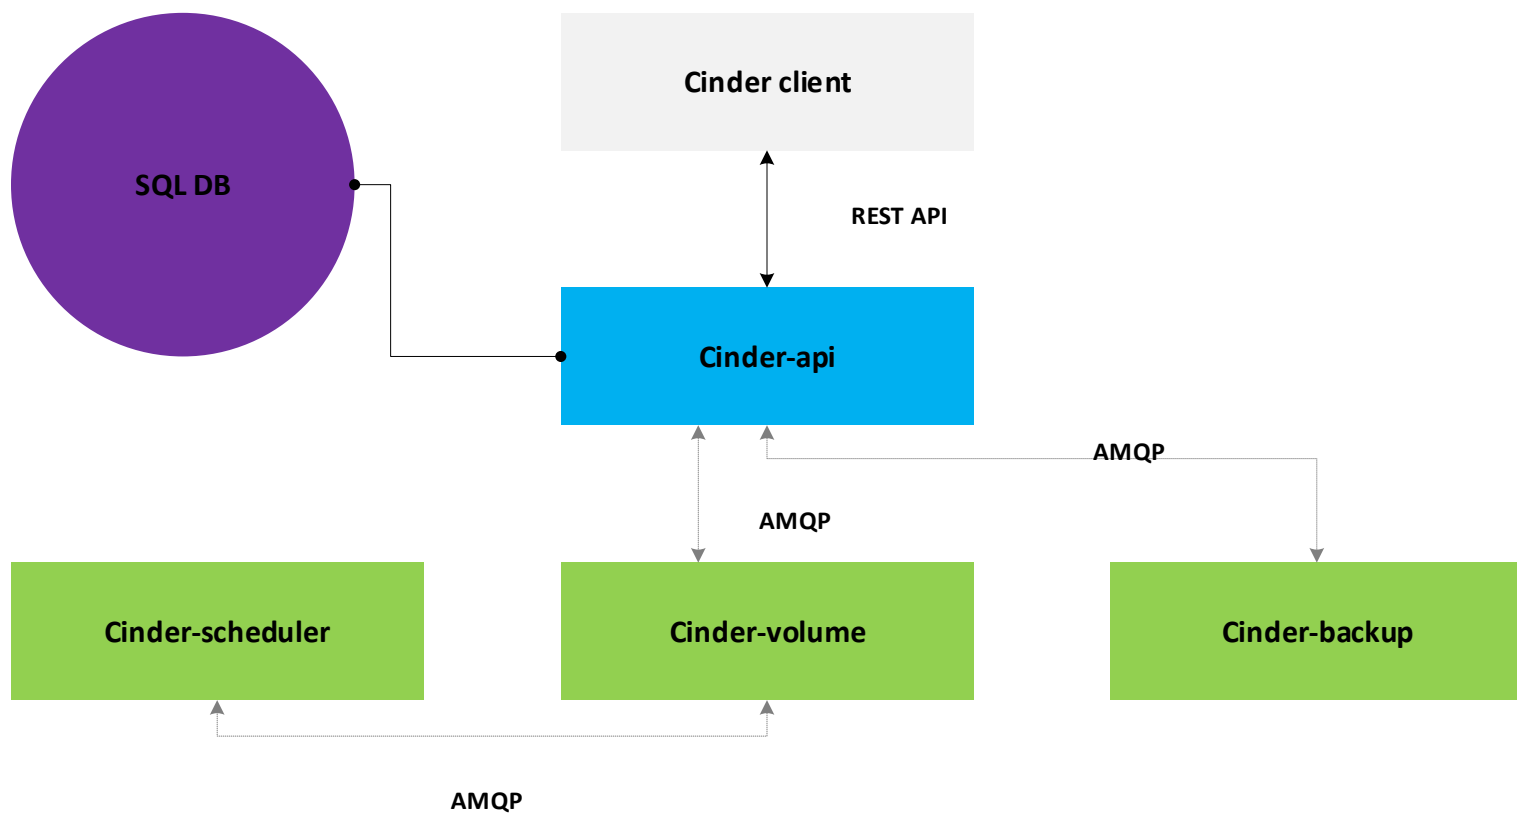 Cinder client
SQL DB
REST API
Cinder-api
AMQP
AMQP
Cinder-scheduler
Cinder-volume
Cinder-backup
AMQP